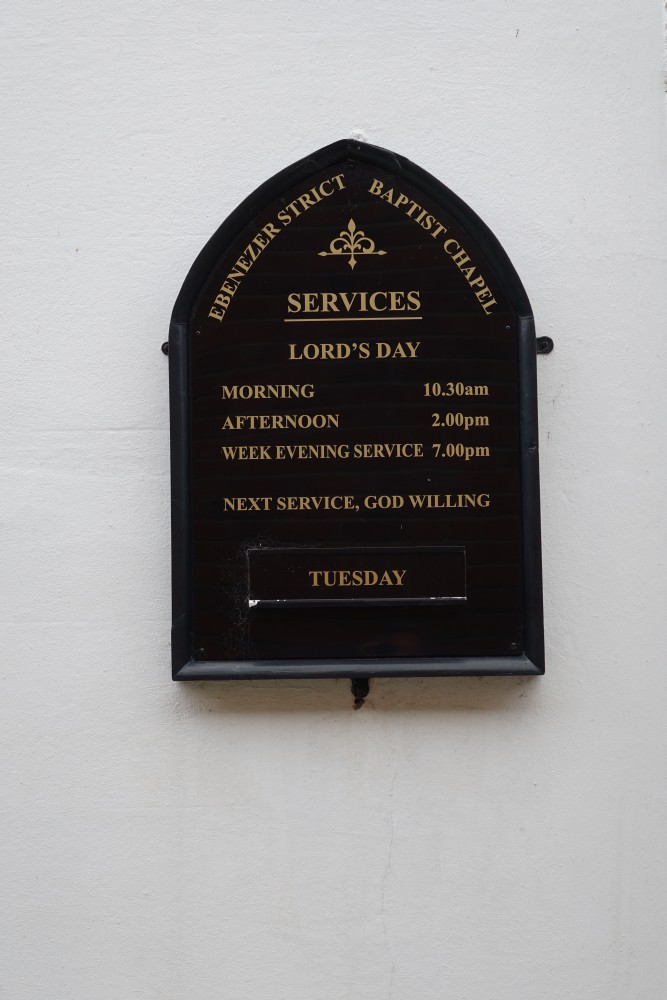 EBENEZER STRICT BAPTIST CHAPEL
SERVICES
LORD'S DAY
MORNING 10.30am
AFTERNOON 2.00pm
WEEK EVENING SERVICE 7.00pm
NEXT SERVICE, GOD WILLING
TUESDAY